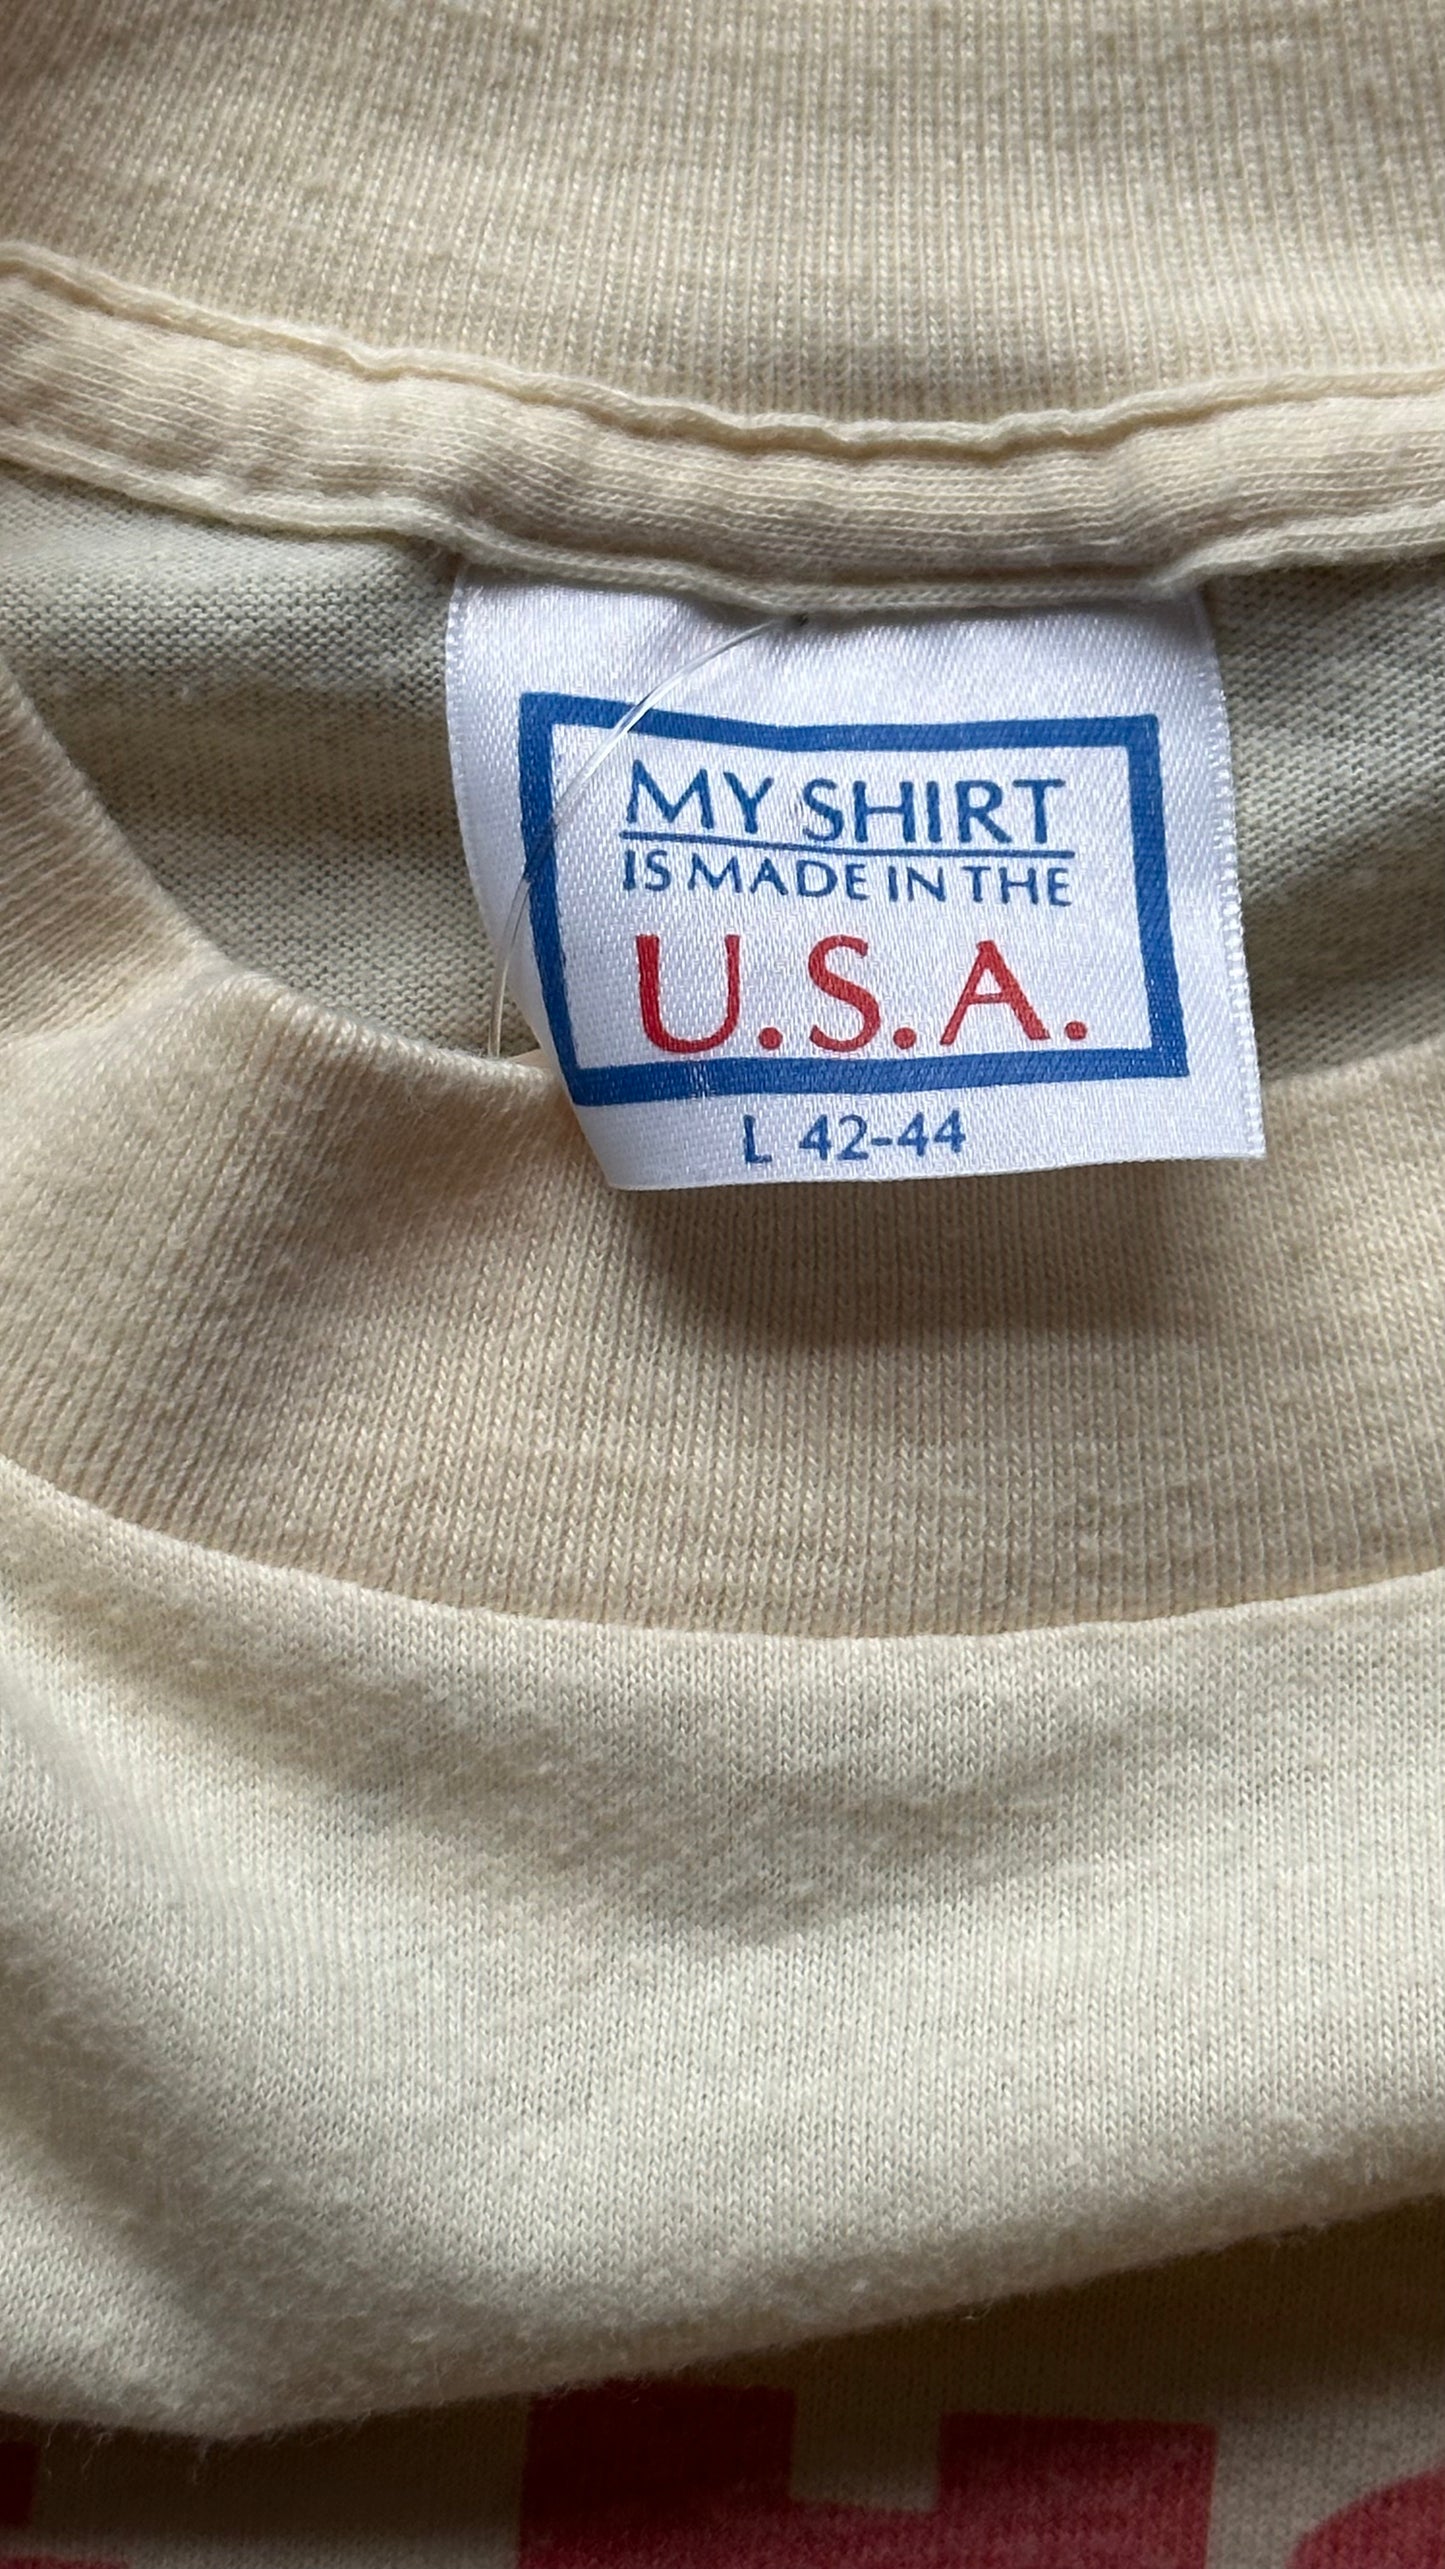 MY SHIRT
IS MADE IN THE
U.S.A.
L 42-44